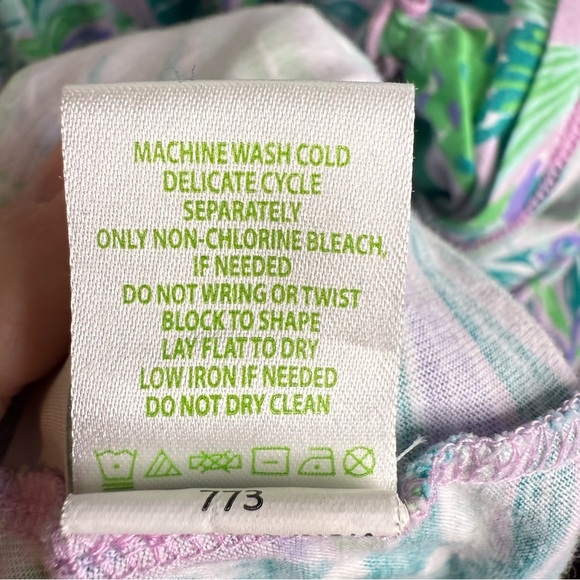 MACHINE WASH COLD
DELICATE CYCLE
SEPARATELY
ONLY NON-CHLORINE BLEACH,
IF NEEDED
DO NOT WRING OR TWIST
BLOCK TO SHAPE
LAY FLAT TO DRY
LOW IRON IF NEEDED
DO NOT DRY CLEAN
773